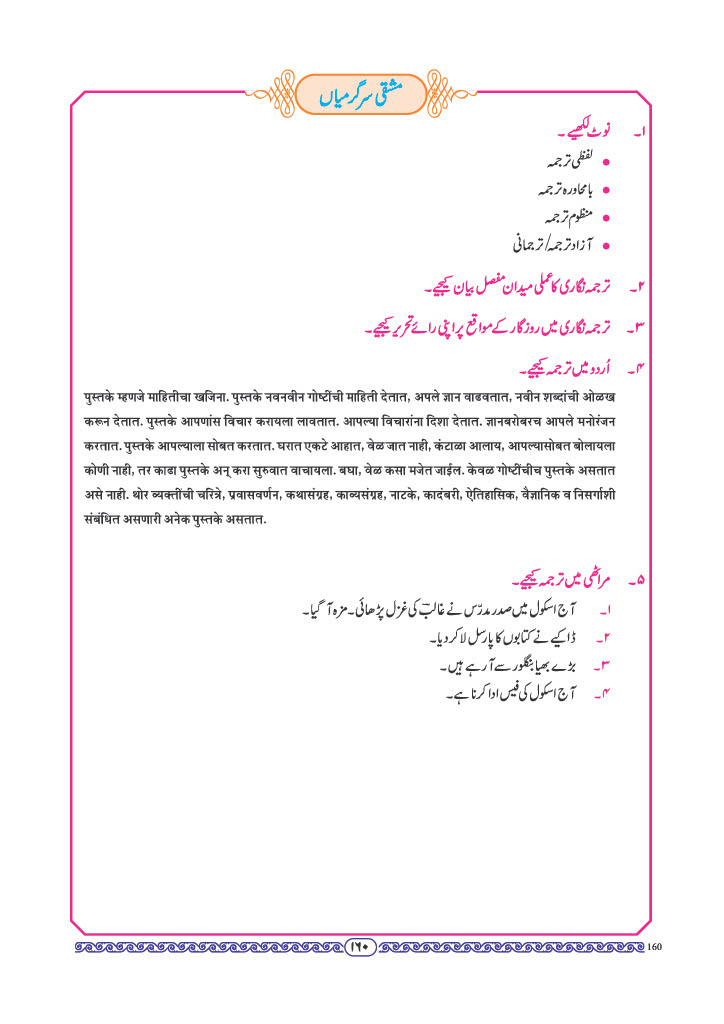 مشقی سرگرمیاں
۱۔ نوٹ لکھیے ۔
● لفظی ترجمہ
● بامحاورہ ترجمہ
● منظوم ترجمہ
● آزاد ترجمہ/ ترجمانی
۲۔ ترجمہ نگاری کا عملی میدان مفصل بیان کیجیے۔
۳۔ ترجمہ نگاری میں روزگار کے مواقع پر اپنی رائے تحریر کیجیے۔
۴۔ اُردو میں ترجمہ کیجیے۔
पुस्तके म्हणजे माहितीचा खजिना. पुस्तके नवनवीन गोष्टींची माहिती देतात, अपले ज्ञान वाढवतात, नवीन शब्दांची ओळख
करून देतात. पुस्तके आपणांस विचार करायला लावतात. आपल्या विचारांना दिशा देतात. ज्ञानबरोबरच आपले मनोरंजन
करतात. पुस्तके आपल्याला सोबत करतात. घरात एकटे आहात, वेळ जात नाही, कंटाळा आलाय, आपल्यासोबत बोलायला
कोणी नाही, तर काढा पुस्तके अन् करा सुरुवात वाचायला. बघा, वेळ कसा मजेत जाईल. केवळ गोष्टींचीच पुस्तके असतात
असे नाही. थोर व्यक्तींची चरित्रे, प्रवासवर्णन, कथासंग्रह, काव्यसंग्रह, नाटके, कादंबरी, ऐतिहासिक, वैज्ञानिक व निसर्गाशी
संबंधित असणारी अनेक पुस्तके असतात.
۵۔ مراٹھی میں ترجمہ کیجیے۔
۱۔ آج اسکول میں صدر مدرّس نے غالبؔ کی غزل پڑھائی۔ مزہ آ گیا۔
۲۔ ڈاکیے نے کتابوں کا پارسل لا کر دیا۔
۳۔ بڑے بھیا بنگلور سے آ رہے ہیں۔
۴۔ آج اسکول کی فیس ادا کرنا ہے۔
۱۶۰
160